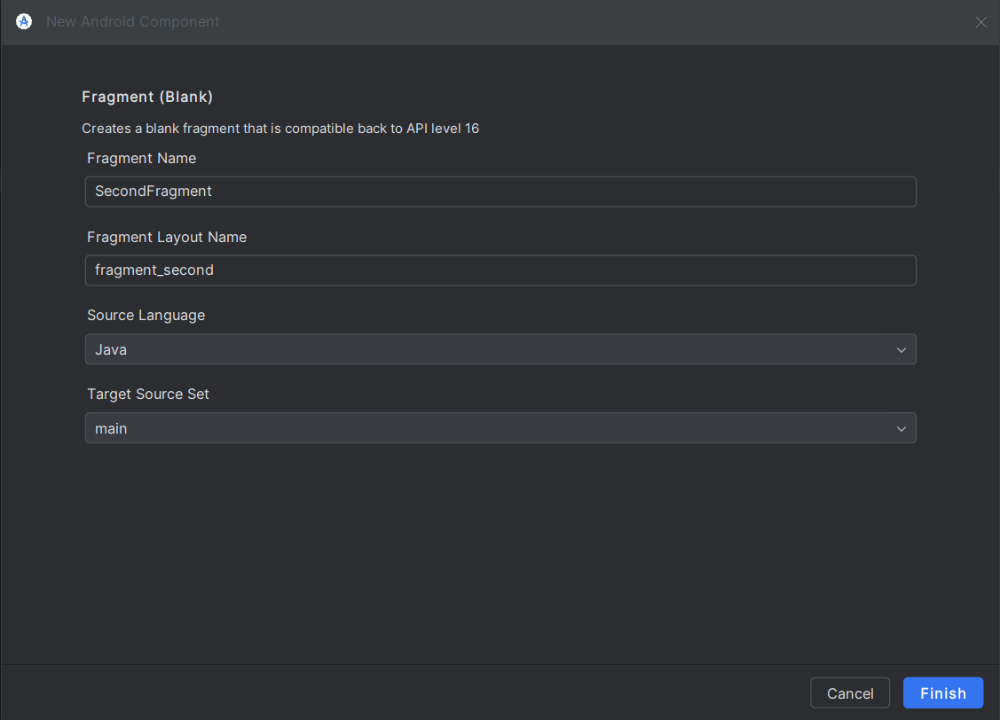 New Android Component
Fragment (Blank)
Creates a blank fragment that is compatible back to API level 16
Fragment Name
SecondFragment
Fragment Layout Name
fragment_second
Source Language
Java
Target Source Set
main
Cancel
Finish